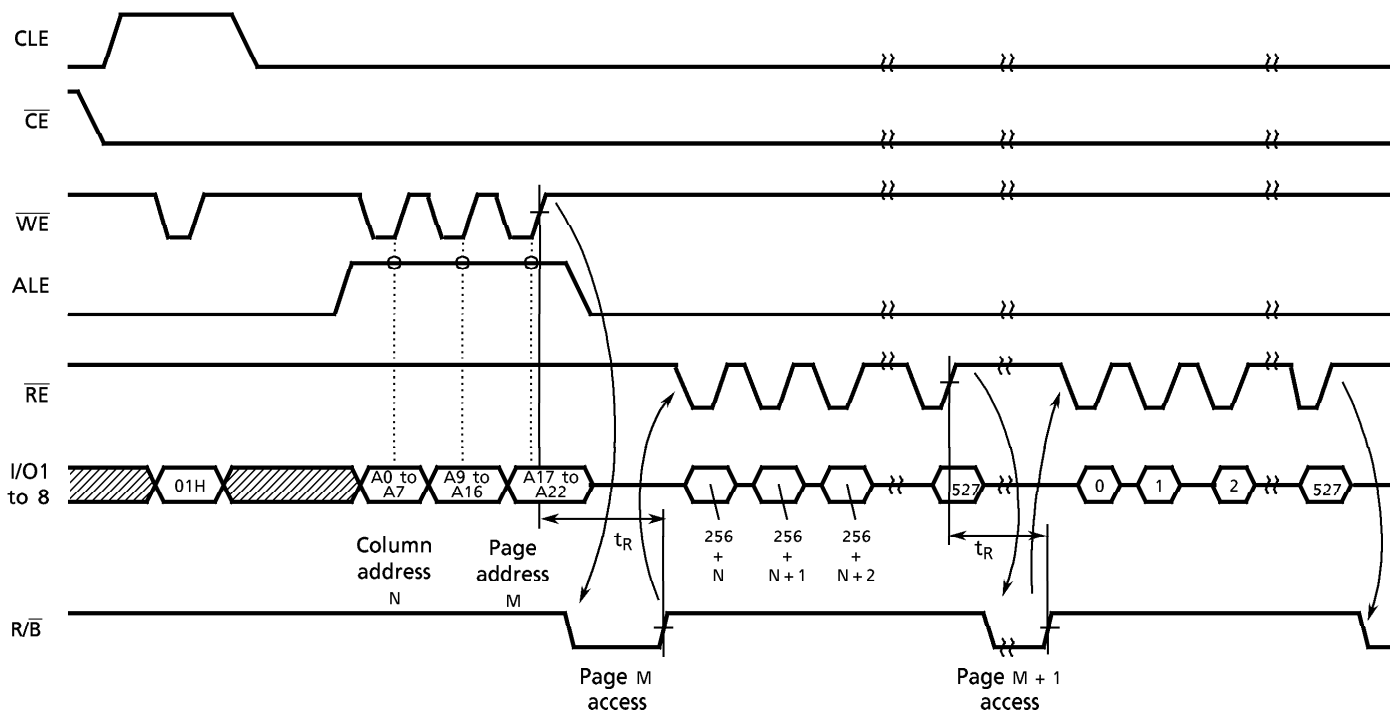 CLE
CE
WE
ALE
RE
I/O1
to 8
01H
A0 to
A7
A9 to
A16
A17 to
A22
527
0
1
2
527
Column
address
N
Page
address
M
tR
256
+
N
256
+
N + 1
256
+
N + 2
tR
R/B
Page M
access
Page M + 1
access